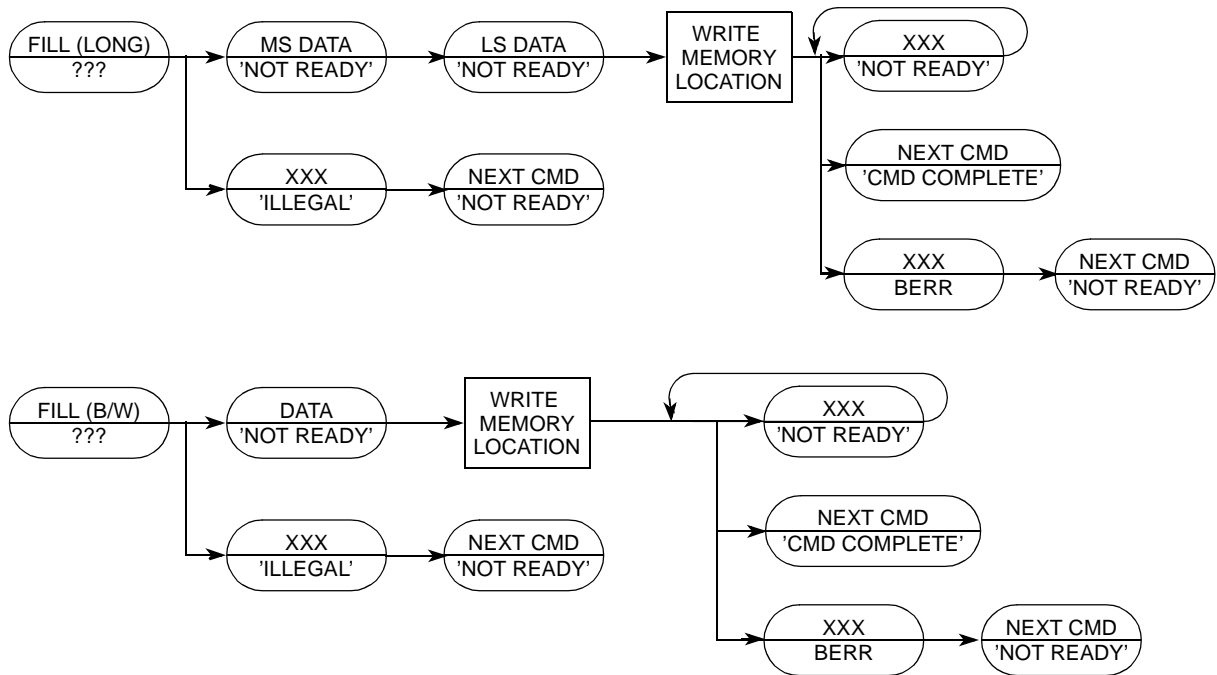 FILL (LONG)
???
MS DATA
'NOT READY'
LS DATA
'NOT READY'
WRITE
MEMORY
LOCATION
XXX
'NOT READY'
XXX
'ILLEGAL'
NEXT CMD
'NOT READY'
NEXT CMD
'CMD COMPLETE'
XXX
BERR
NEXT CMD
'NOT READY'
FILL (B/W)
???
DATA
'NOT READY'
WRITE
MEMORY
LOCATION
XXX
'NOT READY'
XXX
'ILLEGAL'
NEXT CMD
'NOT READY'
NEXT CMD
'CMD COMPLETE'
XXX
BERR
NEXT CMD
'NOT READY'